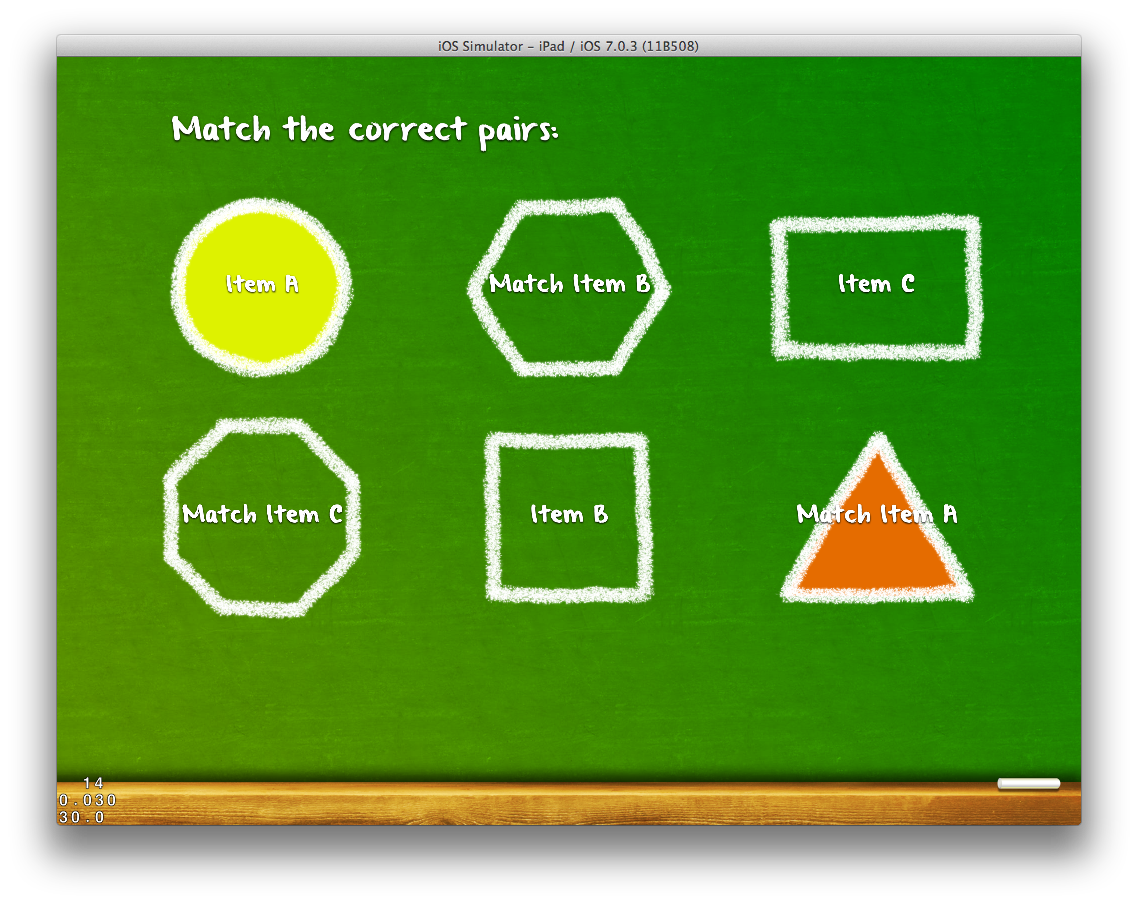 iOS Simulator – iPad / iOS 7.0.3 (11B508)
Match the correct pairs:
Item A
Match Item B
Item C
Match Item C
Item B
Match Item A
14
0.030
30.0